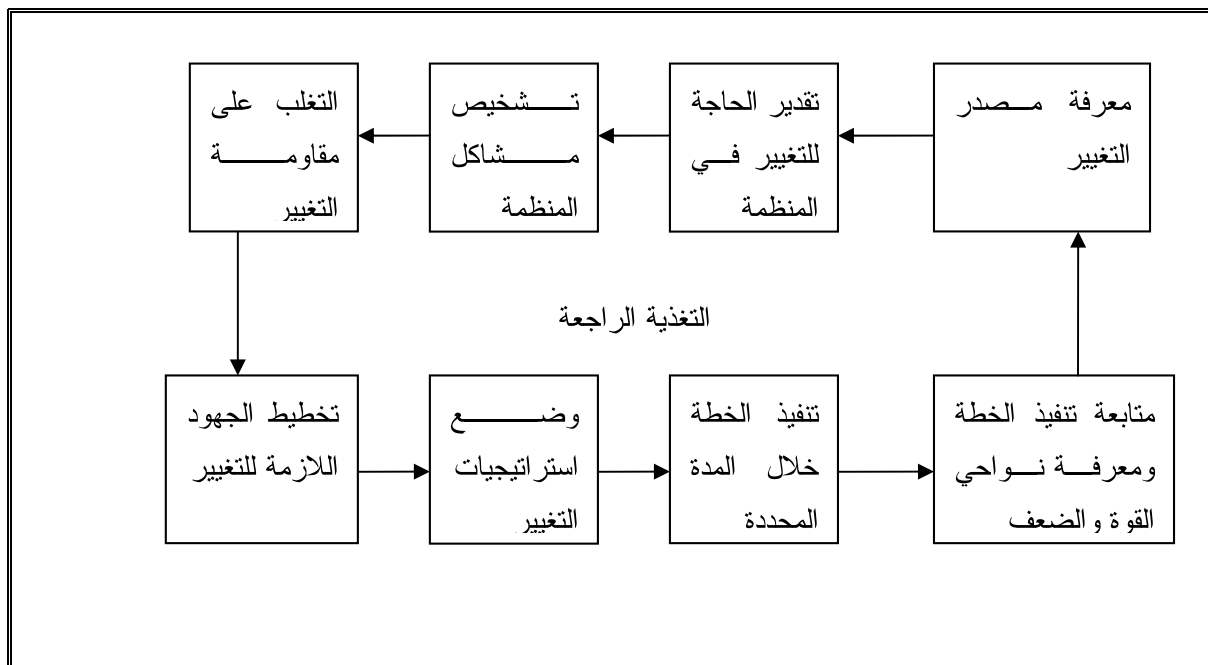 معرفة مصدر
التغيير
تقدير الحاجة
للتغيير في
المنظمة
تشخيص
مشاكل
المنظمة
التغلب على
مقاومة
التغيير
التغذية الراجعة
تخطيط الجهود
اللازمة للتغيير
وضع
استراتيجيات
التغيير
تنفيذ الخطة
خلال المدة
المحددة
متابعة تنفيذ الخطة
ومعرفة نواحي
القوة والضعف